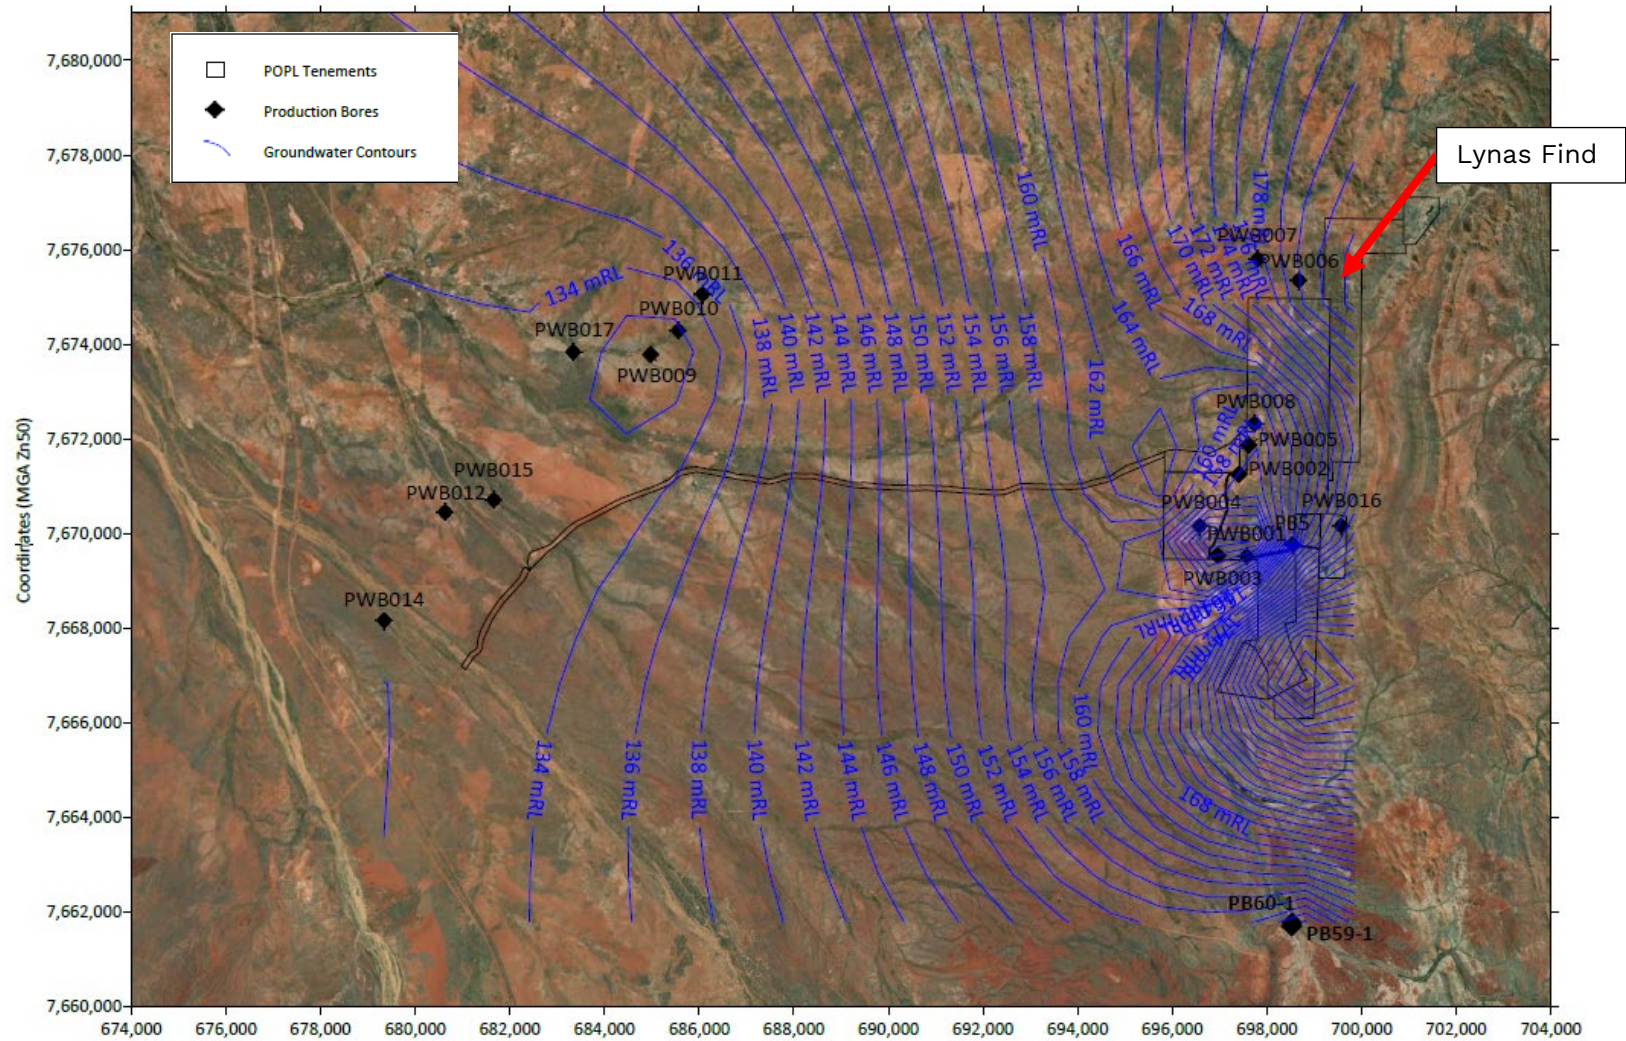 7,680,000
7,678,000
7,676,000
7,674,000
7,672,000
7,670,000
7,668,000
7,666,000
7,664,000
7,662,000
7,660,000
Coordinates (MGA Zn50)
POPL Tenements
Production Bores
Groundwater Contours
Lynas Find
160 mRL
178 m
PWB007
PWB006
166 mRL
170 mRL
172 mRL
168 mRL
164 mRL
162 mRL
134 mRL
136 mRL
PWB011
PWB010
PWB017
PWB009
138 mRL
140 mRL
142 mRL
144 mRL
146 mRL
148 mRL
150 mRL
152 mRL
154 mRL
156 mRL
158 mRL
PWB008
160 mRL
PWB005
PWB002
PWB015
PWB012
PWB004
PWB016
PB5
PWB001
PWB003
PWB014
134 mRL
136 mRL
138 mRL
140 mRL
142 mRL
144 mRL
146 mRL
148 mRL
150 mRL
152 mRL
154 mRL
156 mRL
158 mRL
160 mRL
168 mRL
PB60-1
PB59-1
674,000
676,000
678,000
680,000
682,000
684,000
686,000
688,000
690,000
692,000
694,000
696,000
698,000
700,000
702,000
704,000